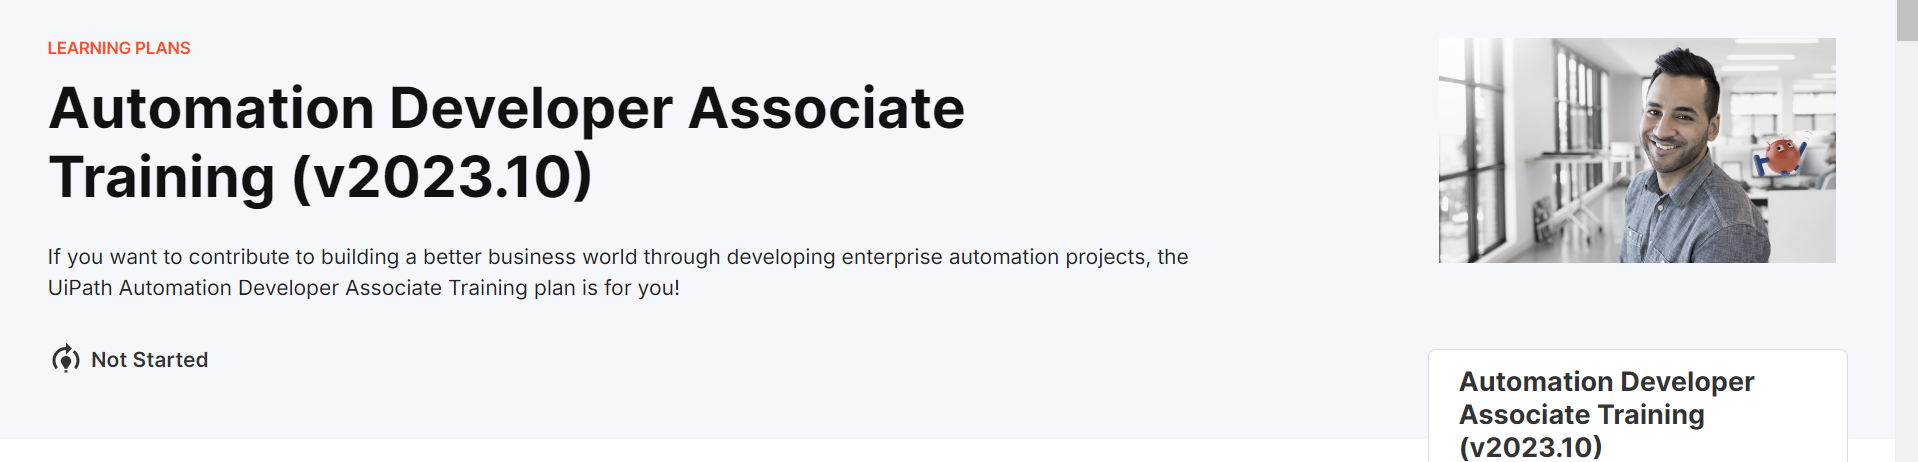 LEARNING PLANS
Automation Developer Associate
Training (v2023.10)
If you want to contribute to building a better business world through developing enterprise automation projects, the
UiPath Automation Developer Associate Training plan is for you!
Not Started
Automation Developer
Associate Training
(v2023.10)